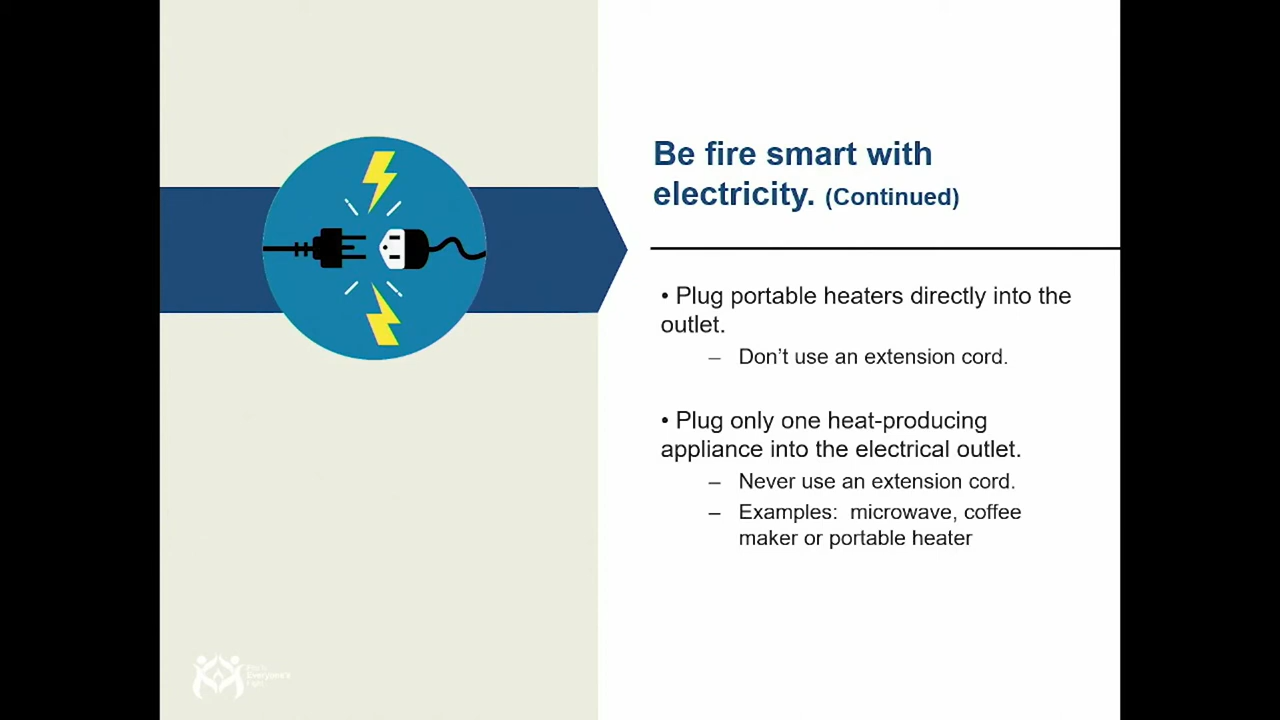 Be fire smart with
electricity. (Continued)
• Plug portable heaters directly into the
outlet.
– Don’t use an extension cord.
• Plug only one heat-producing
appliance into the electrical outlet.
– Never use an extension cord.
– Examples:  microwave, coffee
maker or portable heater